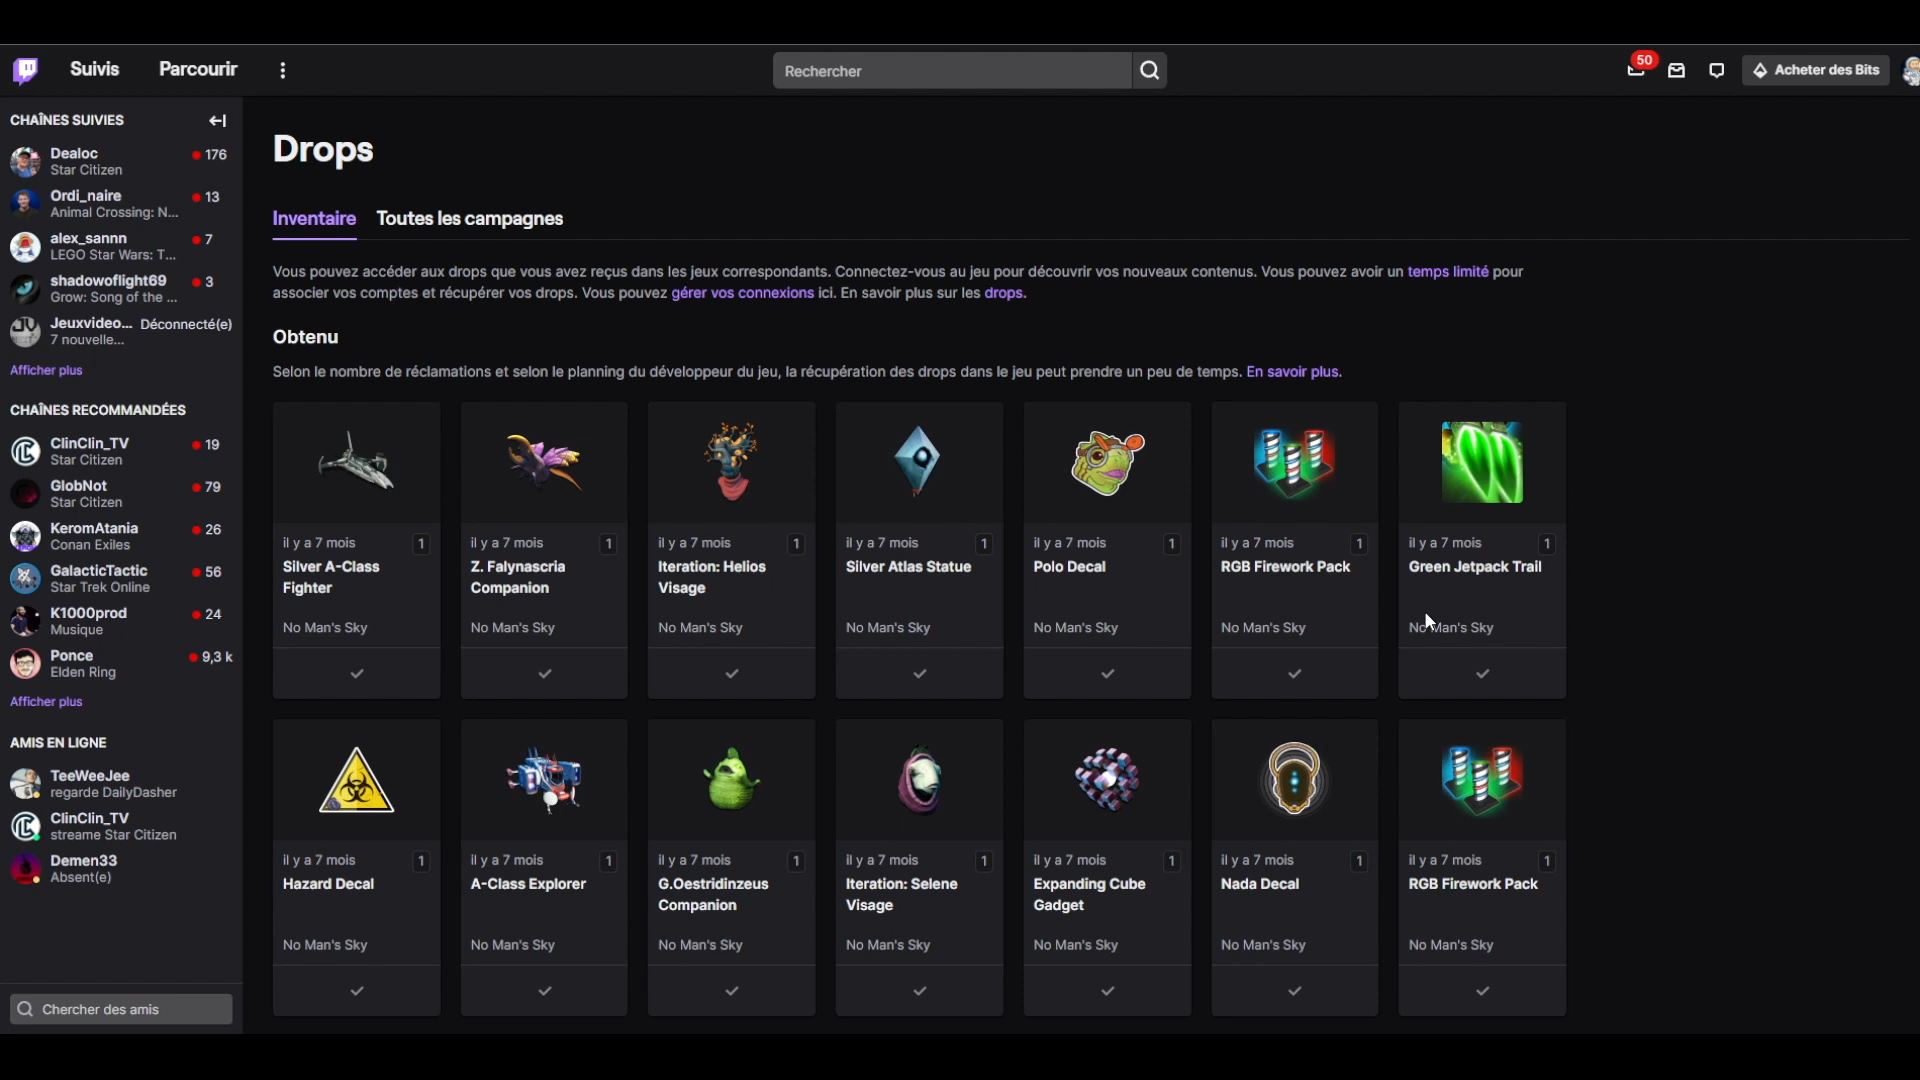 Suivis
Parcourir
Rechercher
50
Acheter des Bits
CHAÎNES SUIVIES
Dealoc
176
Star Citizen
Ordi_naire
13
Animal Crossing: N...
alex_sannn
7
LEGO Star Wars: T...
shadowoflight69
3
Grow: Song of the ...
Jeuxvideo...
Déconnecté(e)
7 nouvelle...
Afficher plus
CHAÎNES RECOMMANDÉES
ClinClin_TV
19
Star Citizen
GlobNot
79
Star Citizen
KeromAtania
26
Conan Exiles
GalacticTactic
56
Star Trek Online
K1000prod
24
Musique
Ponce
9,3 k
Elden Ring
Afficher plus
AMIS EN LIGNE
TeeWeeJee
regarde DailyDasher
ClinClin_TV
streame Star Citizen
Demen33
Absent(e)
Chercher des amis
Drops
Inventaire
Toutes les campagnes
Vous pouvez accéder aux drops que vous avez reçus dans les jeux correspondants. Connectez-vous au jeu pour découvrir vos nouveaux contenus. Vous pouvez avoir un temps limité pour
associer vos comptes et récupérer vos drops. Vous pouvez gérer vos connexions ici. En savoir plus sur les drops.
Obtenu
Selon le nombre de réclamations et selon le planning du développeur du jeu, la récupération des drops dans le jeu peut prendre un peu de temps. En savoir plus.
il y a 7 mois
1
Silver A-Class
Fighter
No Man's Sky
il y a 7 mois
1
Z. Falynascria
Companion
No Man's Sky
il y a 7 mois
1
Iteration: Helios
Visage
No Man's Sky
il y a 7 mois
1
Silver Atlas Statue
No Man's Sky
il y a 7 mois
1
Polo Decal
No Man's Sky
il y a 7 mois
1
RGB Firework Pack
No Man's Sky
il y a 7 mois
1
Green Jetpack Trail
No Man's Sky
il y a 7 mois
1
Hazard Decal
No Man's Sky
il y a 7 mois
1
A-Class Explorer
No Man's Sky
il y a 7 mois
1
G.Oestridinzeus
Companion
No Man's Sky
il y a 7 mois
1
Iteration: Selene
Visage
No Man's Sky
il y a 7 mois
1
Expanding Cube
Gadget
No Man's Sky
il y a 7 mois
1
Nada Decal
No Man's Sky
il y a 7 mois
1
RGB Firework Pack
No Man's Sky